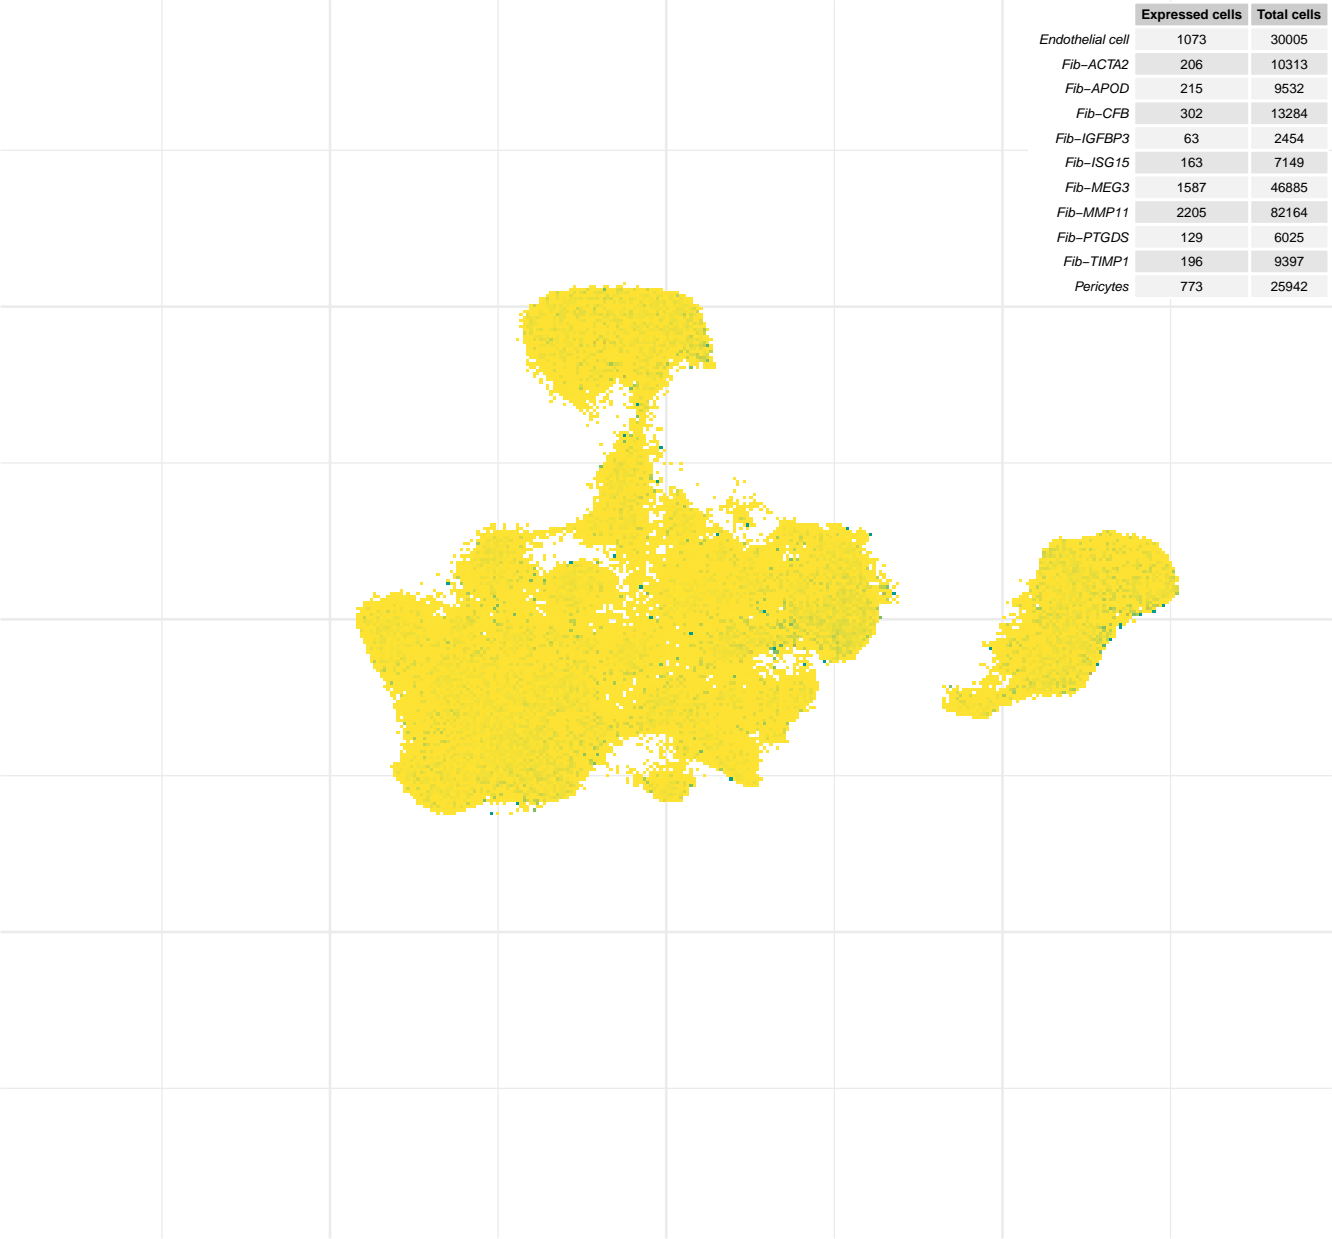 Expressed cells Total cells
Endothelial cell 1073 30005
Fib−ACTA2 206 10313
Fib−APOD 215 9532
Fib−CFB 302 13284
Fib−IGFBP3 63 2454
Fib−ISG15 163 7149
Fib−MEG3 1587 46885
Fib−MMP11 2205 82164
Fib−PTGDS 129 6025
Fib−TIMP1 196 9397
Pericytes 773 25942